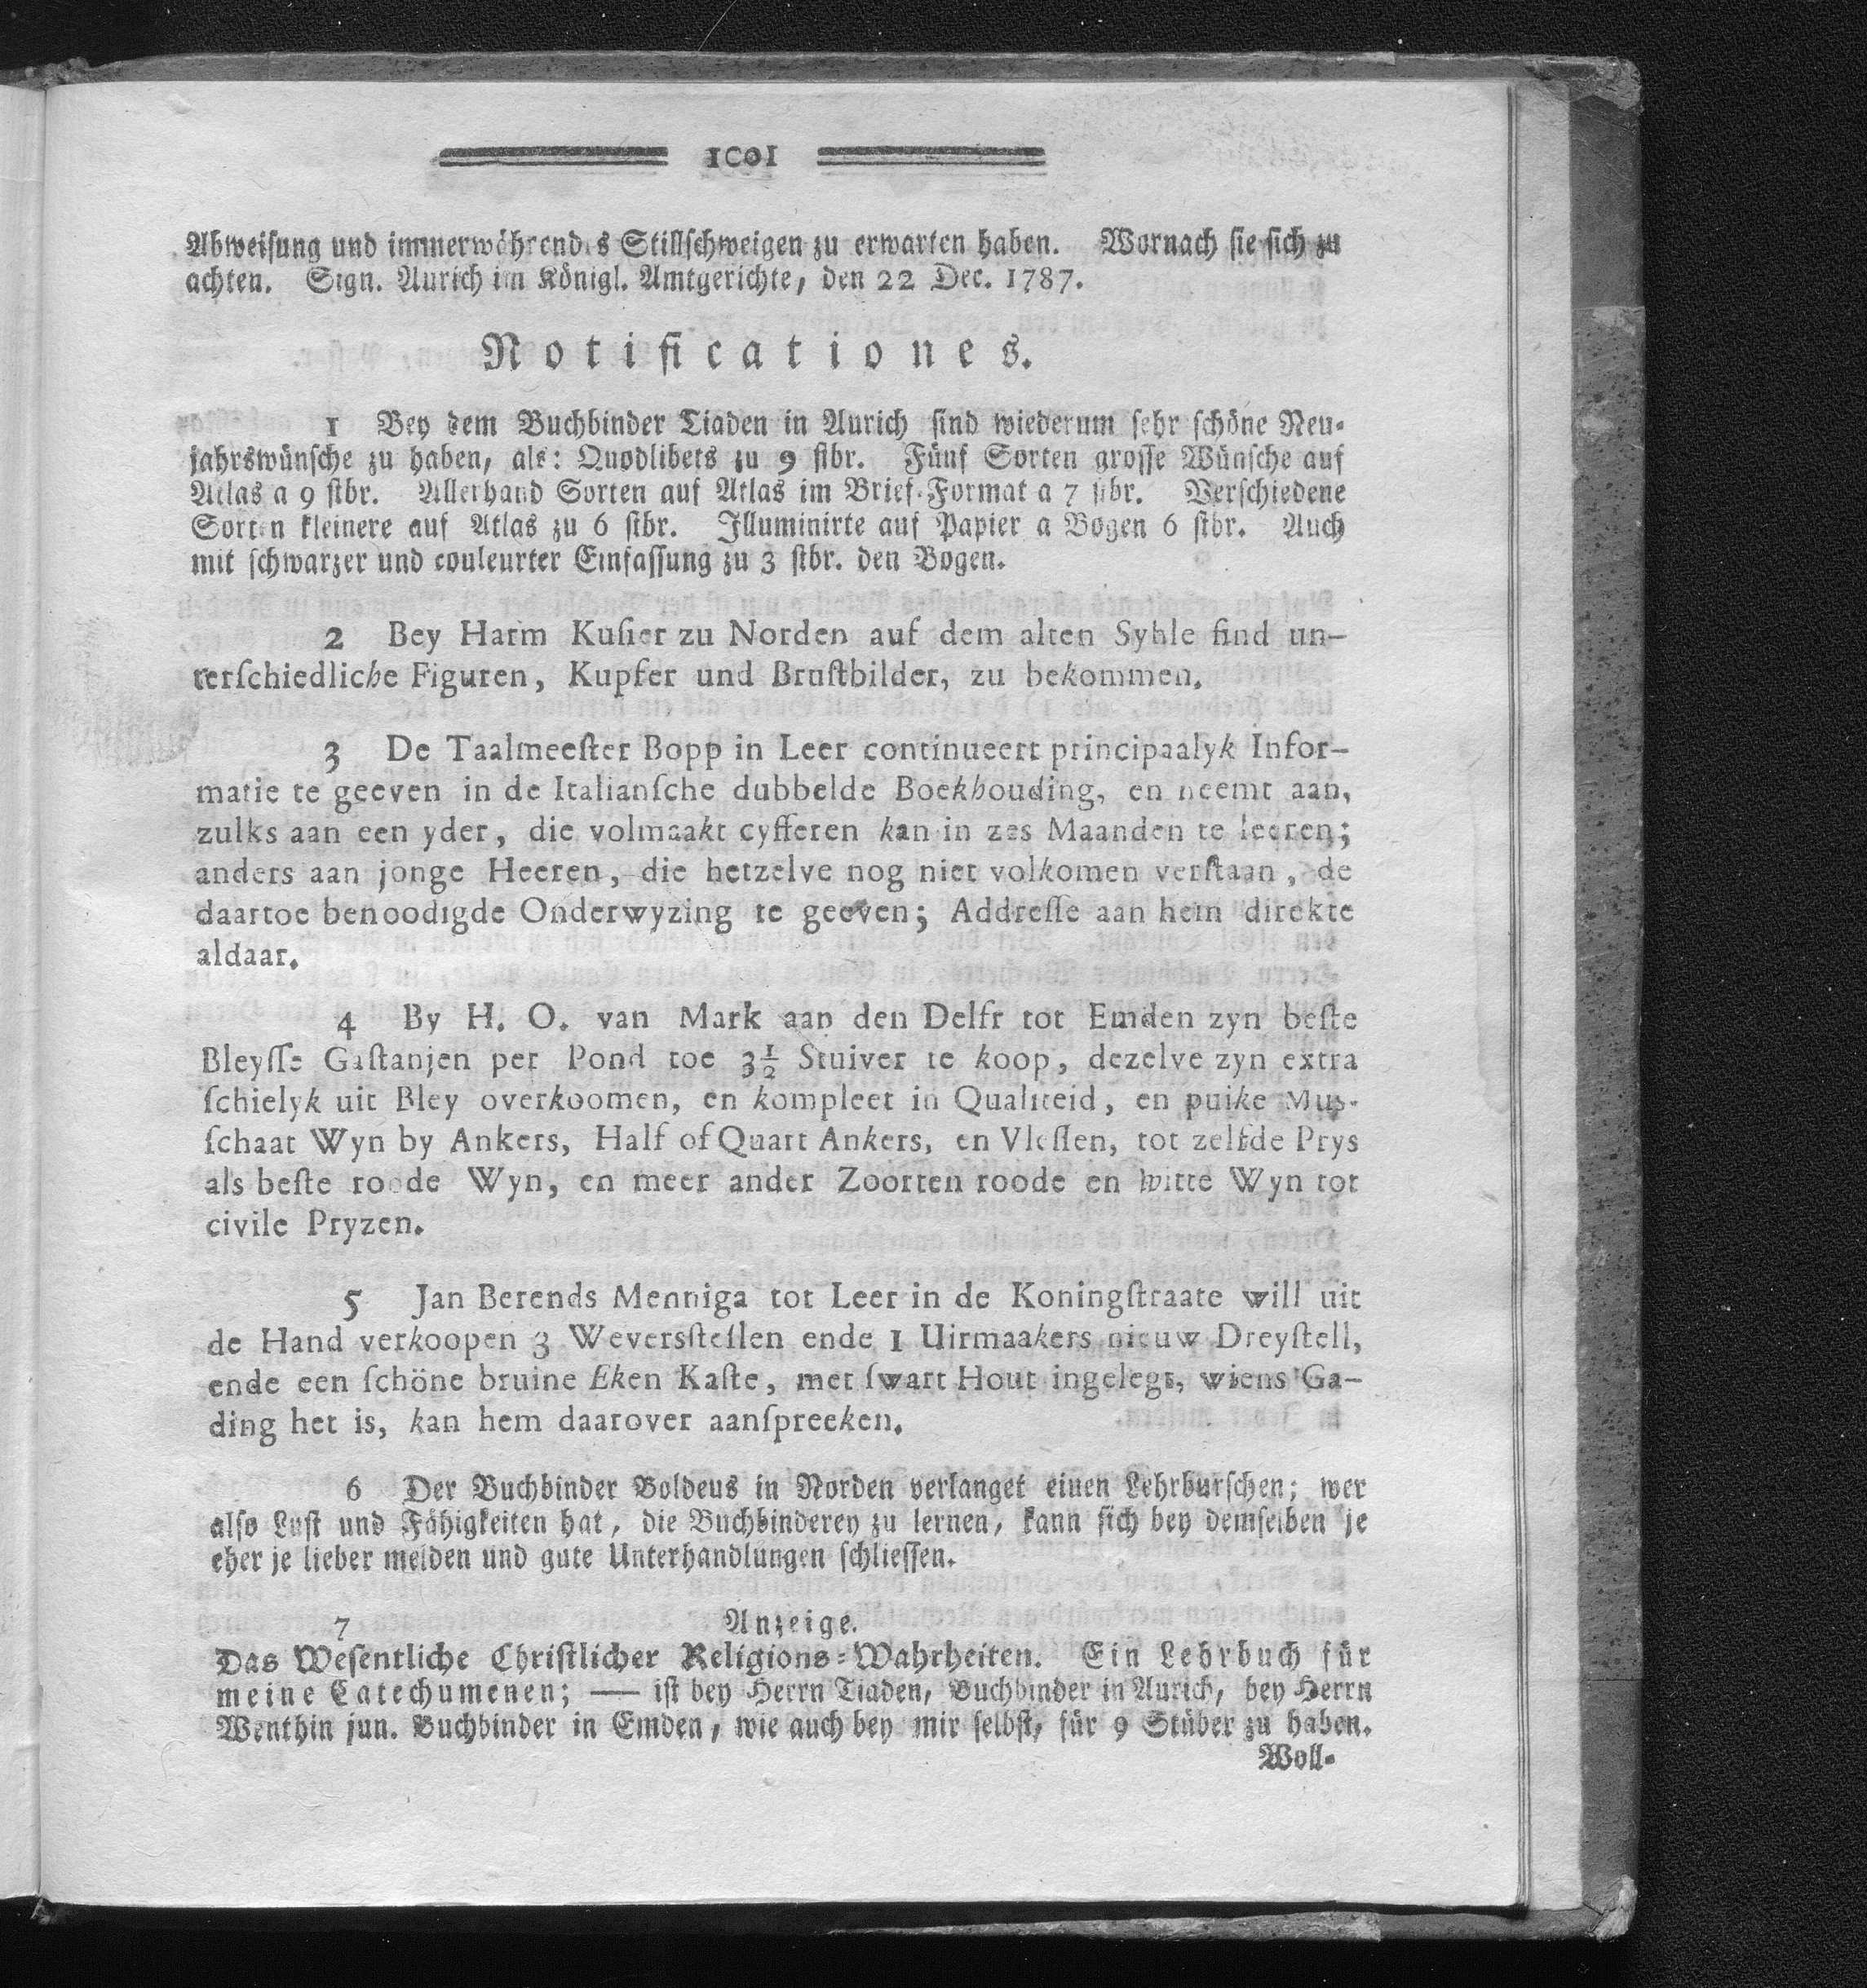 1001
Abweisung und immerwährendes Stillschweigen zu erwarten haben. Wornach sie sich zu
achten. Sign. Aurich im Königl. Amtgerichte, den 22 Dec. 1787.
Notificationes.
1 Bey dem Buchbinder Tiaden in Aurich sind wiederum sehr schöne Neu-
jahrswünsche zu haben, als: Quodlibets zu 9 stbr. Fünf Sorten grosse Wünsche auf
Atlas a 9 stbr. Allerhand Sorten auf Atlas im Brief-Format a 7 stbr. Verschiedene
Sorten kleinere auf Atlas zu 6 stbr. Illuminirte auf Papier a Bogen 6 stbr. Auch
mit schwarzer und couleurter Einfassung zu 3 stbr. den Bogen.
2 Bey Harm Kusier zu Norden auf dem alten Syhle sind un-
terschiedliche Figuren, Kupfer und Brustbilder, zu bekommen.
3 De Taalmeester Bopp in Leer continueert principaalyk Infor-
matie te geeven in de Italiansche dubbelde Boekhouding, en neemt aan,
zulks aan een yder, die volmaakt cyfferen kan in zes Maanden te leeren;
anders aan jonge Heeren, die hetzelve nog niet volkomen verstaan, de
daartoe benoodigde Onderwyzing te geeven; Addresse aan hem direkte
aldaar.
4 By H. O. van Mark aan den Delft tot Emden zyn beste
Bleysse Gastanjen per Pond toe 3½ Stuiver te koop, dezelve zyn extra
schielyk uit Bley overkoomen, en kompleet in Qualiteid, en puike Mus-
schaat Wyn by Ankers, Half of Quart Ankers, en Vlessen, tot zelfde Prys
als beste roode Wyn, en meer ander Zoorten roode en witte Wyn tot
civile Pryzen.
5 Jan Berends Menniga tot Leer in de Koningstraate will uit
de Hand verkoopen 3 Weversstellen ende 1 Uirmaakers nieuw Dreystell,
ende een schöne bruine Eken Kaste, met swart Hout ingelegt, wiens Ga-
ding het is, kan hem daarover aanspreeken.
6 Der Buchbinder Boldeus in Norden verlanget einen Lehrburschen; wer
also Lust und Fähigkeiten hat, die Buchbinderey zu lernen, kann sich bey demselben je
eher je lieber melden und gute Unterhandlungen schliessen.
7 Anzeige.
Das Wesentliche Christlicher Religions-Wahrheiten. Ein Lehrbuch für
meine Catechumenen; — ist bey Herrn Tiaden, Buchbinder in Aurich, bey Herrn
Wenthin jun. Buchbinder in Emden, wie auch bey mir selbst, für 9 Stüber zu haben.
Woll-